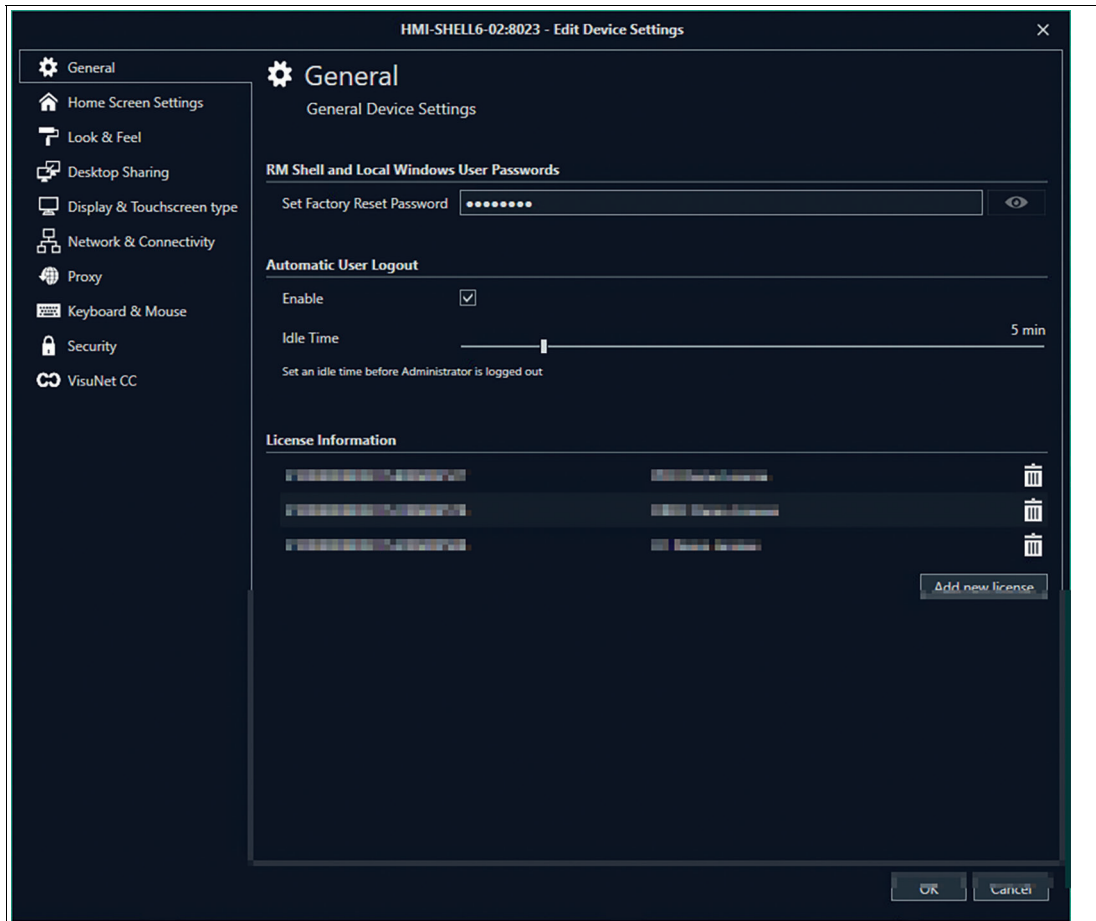 HMI-SHELL6-02:8023 - Edit Device Settings
General
Home Screen Settings
Look & Feel
Desktop Sharing
Display & Touchscreen type
Network & Connectivity
Proxy
Keyboard & Mouse
Security
VisuNet CC
General
General Device Settings
RM Shell and Local Windows User Passwords
Set Factory Reset Password
Automatic User Logout
Enable
Idle Time
5 min
Set an idle time before Administrator is logged out
License Information
Add new license
OK
Cancel